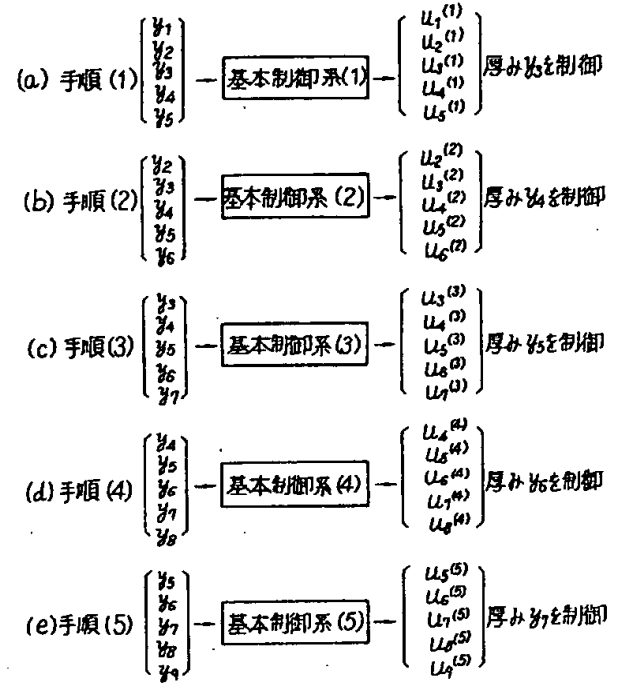 (a) 手順(1) y1 y2 y3 y4 y5 基本制御系(1) u1(1) u2(1) u3(1) u4(1) u5(1) 厚みy3を制御
(b) 手順(2) y2 y3 y4 y5 y6 基本制御系(2) u2(2) u3(2) u4(2) u5(2) u6(2) 厚みy4を制御
(c) 手順(3) y3 y4 y5 y6 y7 基本制御系(3) u3(3) u4(3) u5(3) u6(3) u7(3) 厚みy5を制御
(d) 手順(4) y4 y5 y6 y7 y8 基本制御系(4) u4(4) u5(4) u6(4) u7(4) u8(4) 厚みy6を制御
(e) 手順(5) y5 y6 y7 y8 y9 基本制御系(5) u5(5) u6(5) u7(5) u8(5) u9(5) 厚みy7を制御